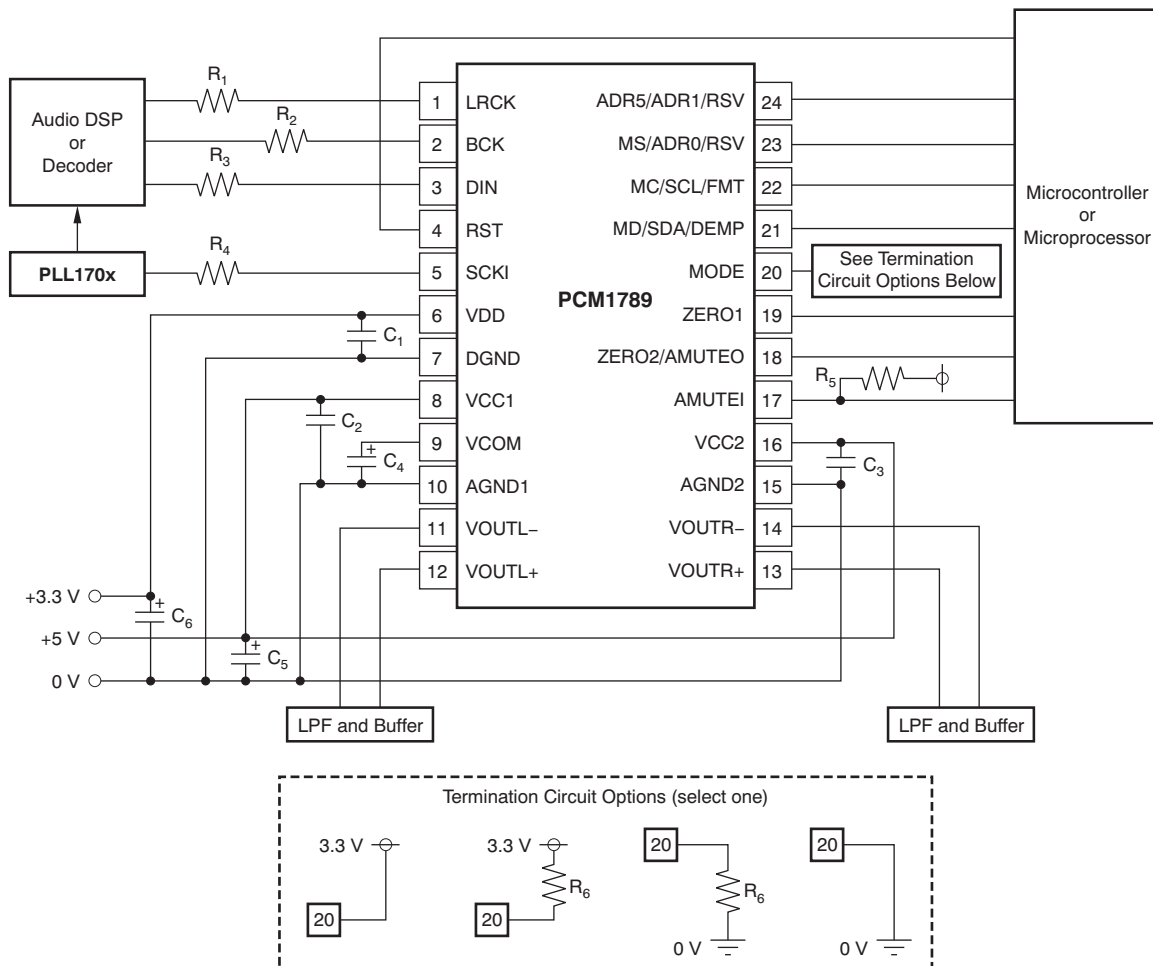 Audio DSP
or
Decoder
PLL170x
R1
R2
R3
R4
1 LRCK
2 BCK
3 DIN
4 RST
5 SCKI
6 VDD
7 DGND
8 VCC1
9 VCOM
10 AGND1
11 VOUTL−
12 VOUTL+
PCM1789
ADR5/ADR1/RSV 24
MS/ADR0/RSV 23
MC/SCL/FMT 22
MD/SDA/DEMP 21
MODE 20
ZERO1 19
ZERO2/AMUTEO 18
AMUTEI 17
VCC2 16
AGND2 15
VOUTR− 14
VOUTR+ 13
See Termination
Circuit Options Below
Microcontroller
or
Microprocessor
R5
C1
C2
+
C4
C3
+3.3 V
+
C6
+5 V
+
C5
0 V
LPF and Buffer
LPF and Buffer
Termination Circuit Options (select one)
3.3 V
20
3.3 V
R6
20
20
R6
0 V
20
0 V